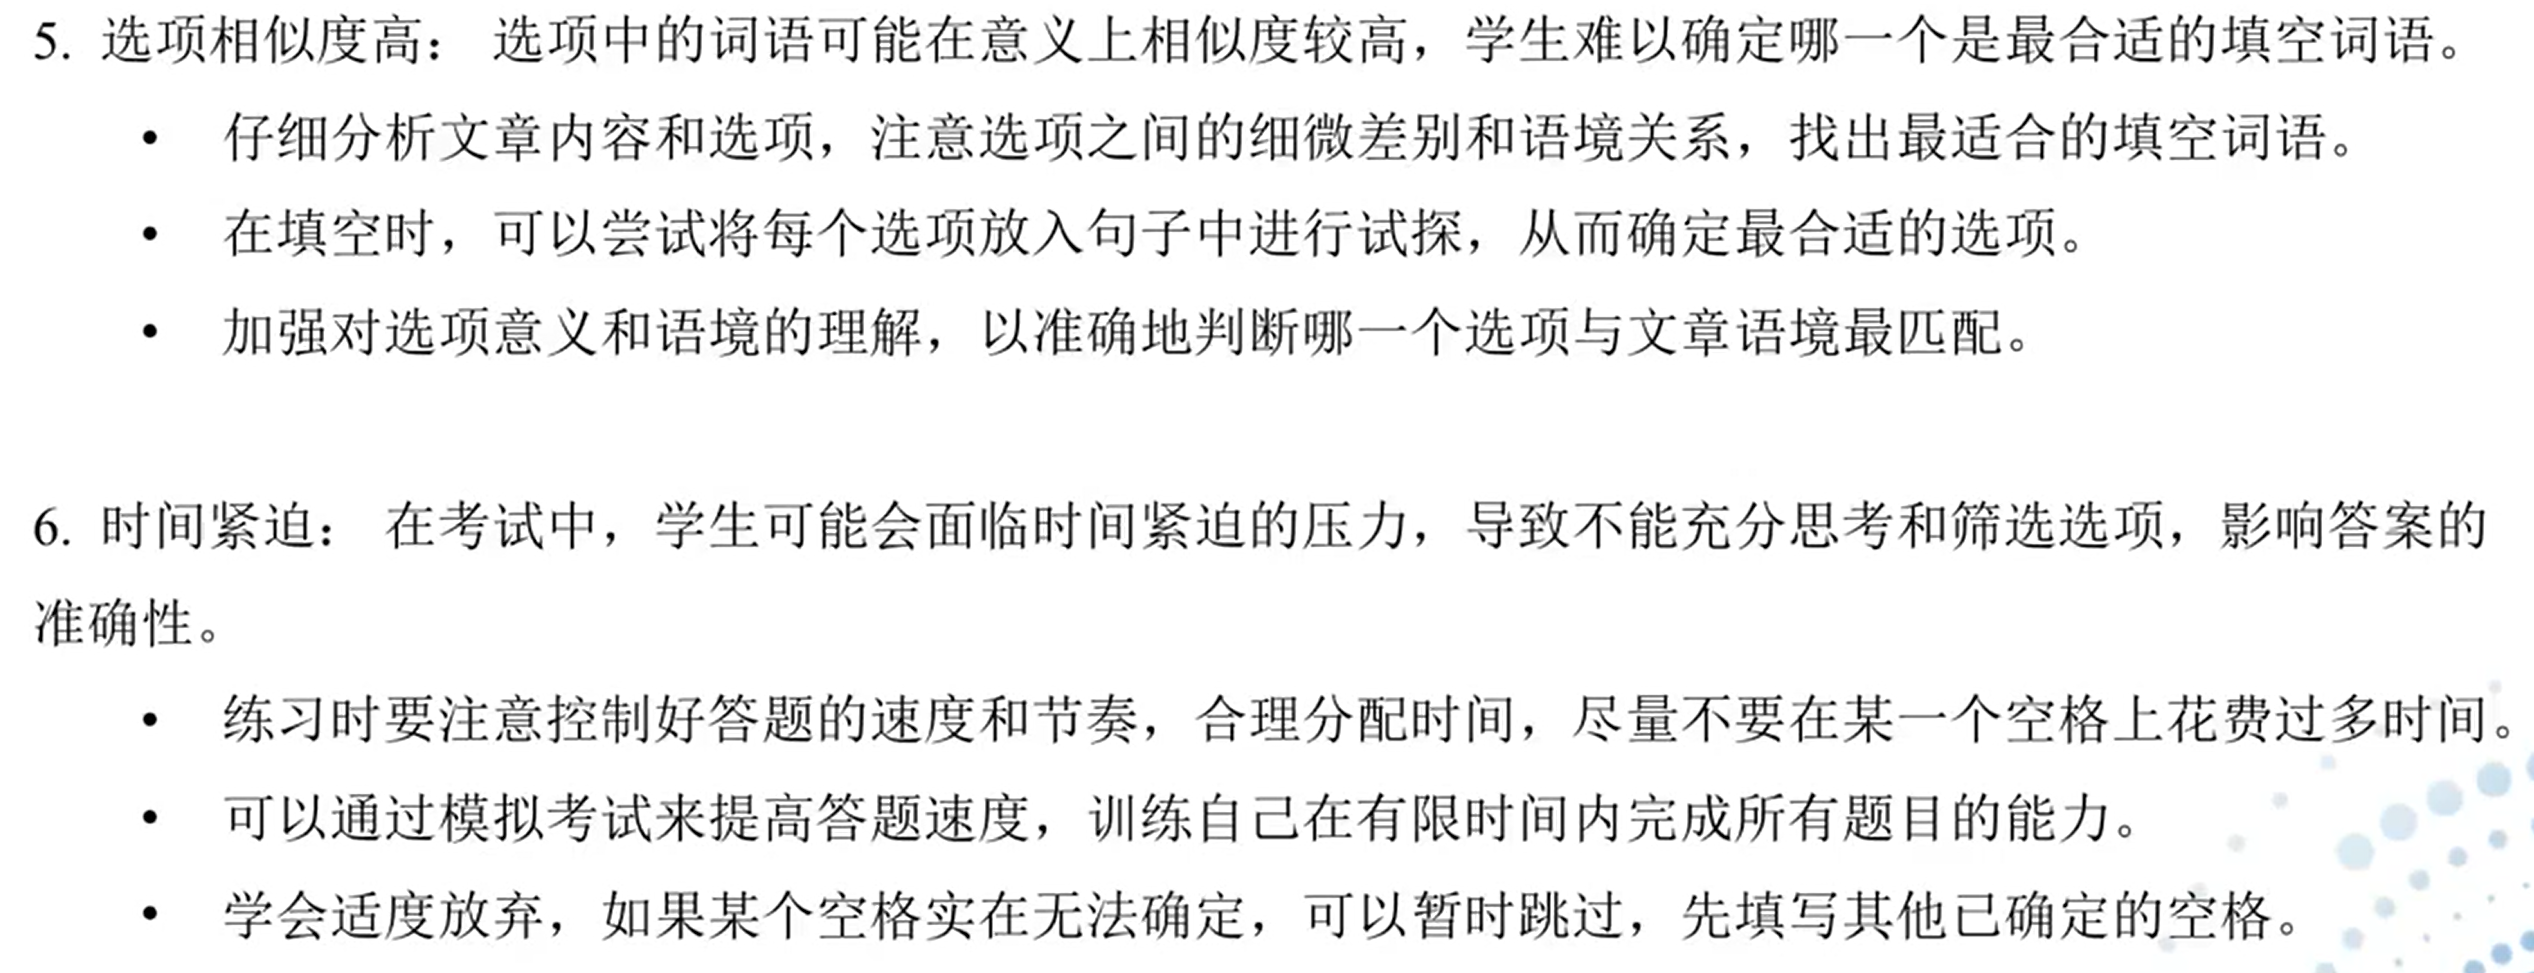 5. 选项相似度高： 选项中的词语可能在意义上相似度较高，学生难以确定哪一个是最合适的填空词语。
• 仔细分析文章内容和选项，注意选项之间的细微差别和语境关系，找出最适合的填空词语。
• 在填空时，可以尝试将每个选项放入句子中进行试探，从而确定最合适的选项。
• 加强对选项意义和语境的理解，以准确地判断哪一个选项与文章语境最匹配。
6. 时间紧迫： 在考试中，学生可能会面临时间紧迫的压力，导致不能充分思考和筛选选项，影响答案的
准确性。
• 练习时要注意控制好答题的速度和节奏，合理分配时间，尽量不要在某一个空格上花费过多时间。
• 可以通过模拟考试来提高答题速度，训练自己在有限时间内完成所有题目的能力。
• 学会适度放弃，如果某个空格实在无法确定，可以暂时跳过，先填写其他已确定的空格。